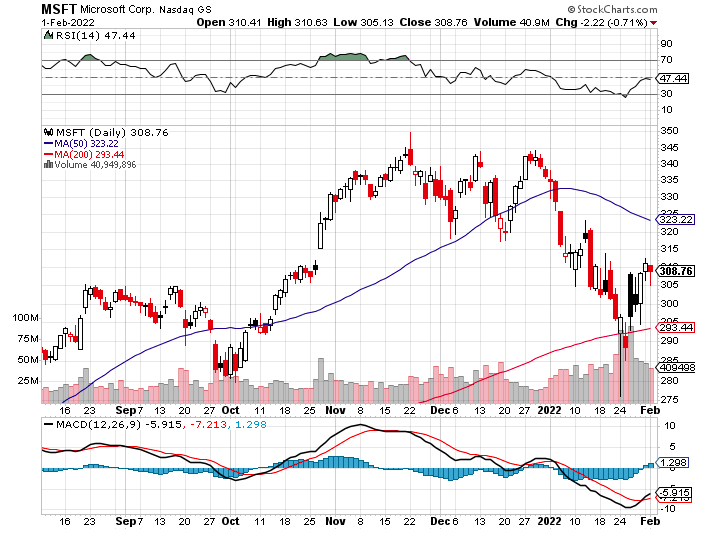 MSFT Microsoft Corp. Nasdaq GS © StockCharts.com
1-Feb-2022 Open 310.41 High 310.63 Low 305.13 Close 308.76 Volume 40.9M Chg -2.22 (-0.71%)
RSI(14) 47.44
90
70
47.44
30
10
MSFT (Daily) 308.76
MA(50) 323.22
MA(200) 293.44
Volume 40,949,896
350
345
340
335
330
325
323.22
320
315
310
308.76
305
300
295
293.44
290
285
280
275
100M
75M
50M
25M
409498
16 23 Sep 7 13 20 27 Oct 11 18 25 Nov 8 15 22 Dec 6 13 20 27 2022 10 18 24 Feb
MACD(12,26,9) -5.915, -7.213, 1.298
10
5
1.298
0
-5.915
-7.213
-10
16 23 Sep 7 13 20 27 Oct 11 18 25 Nov 8 15 22 Dec 6 13 20 27 2022 10 18 24 Feb